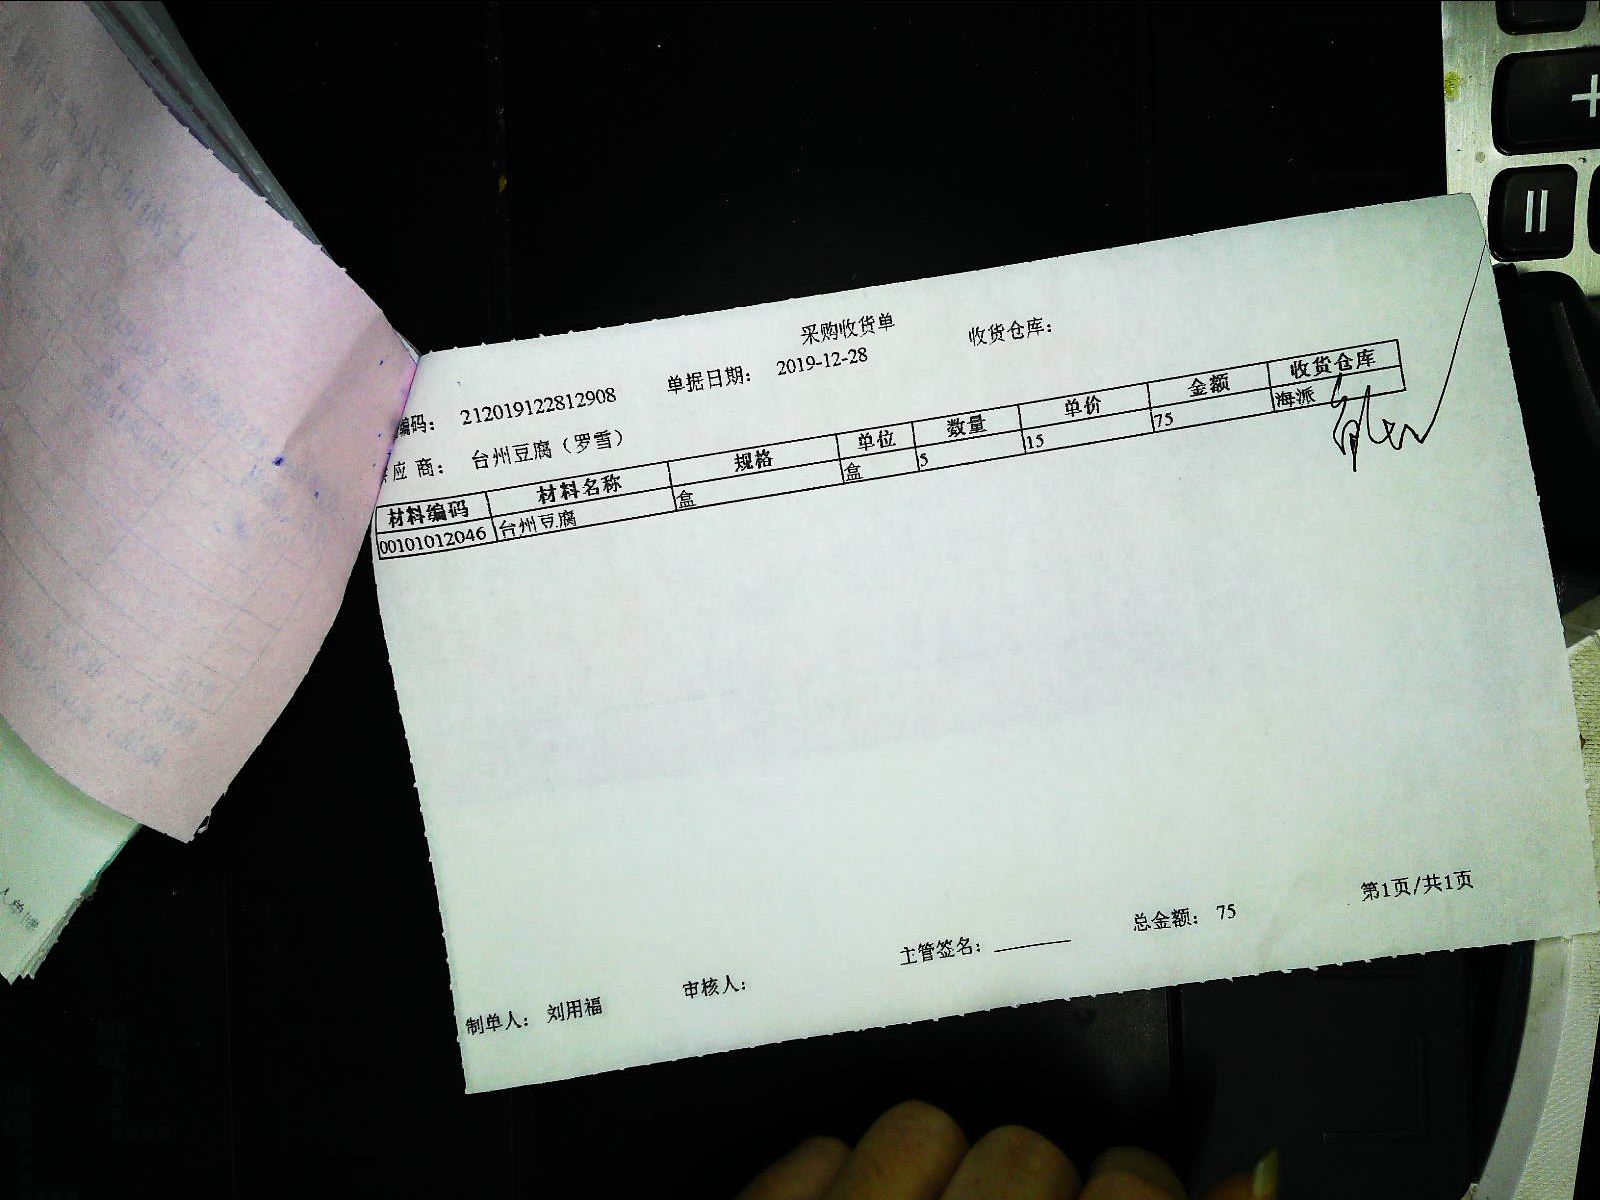 采购收货单
编码： 212019122812908 单据日期： 2019-12-28 收货仓库：
应商： 台州豆腐（罗雪）
材料编码 材料名称 规格 单位 数量 单价 金额 收货仓库
00101012046 台州豆腐 盒 盒 5 15 75 海派
制单人： 刘用福 审核人： 主管签名： 总金额： 75 第1页/共1页
+
=